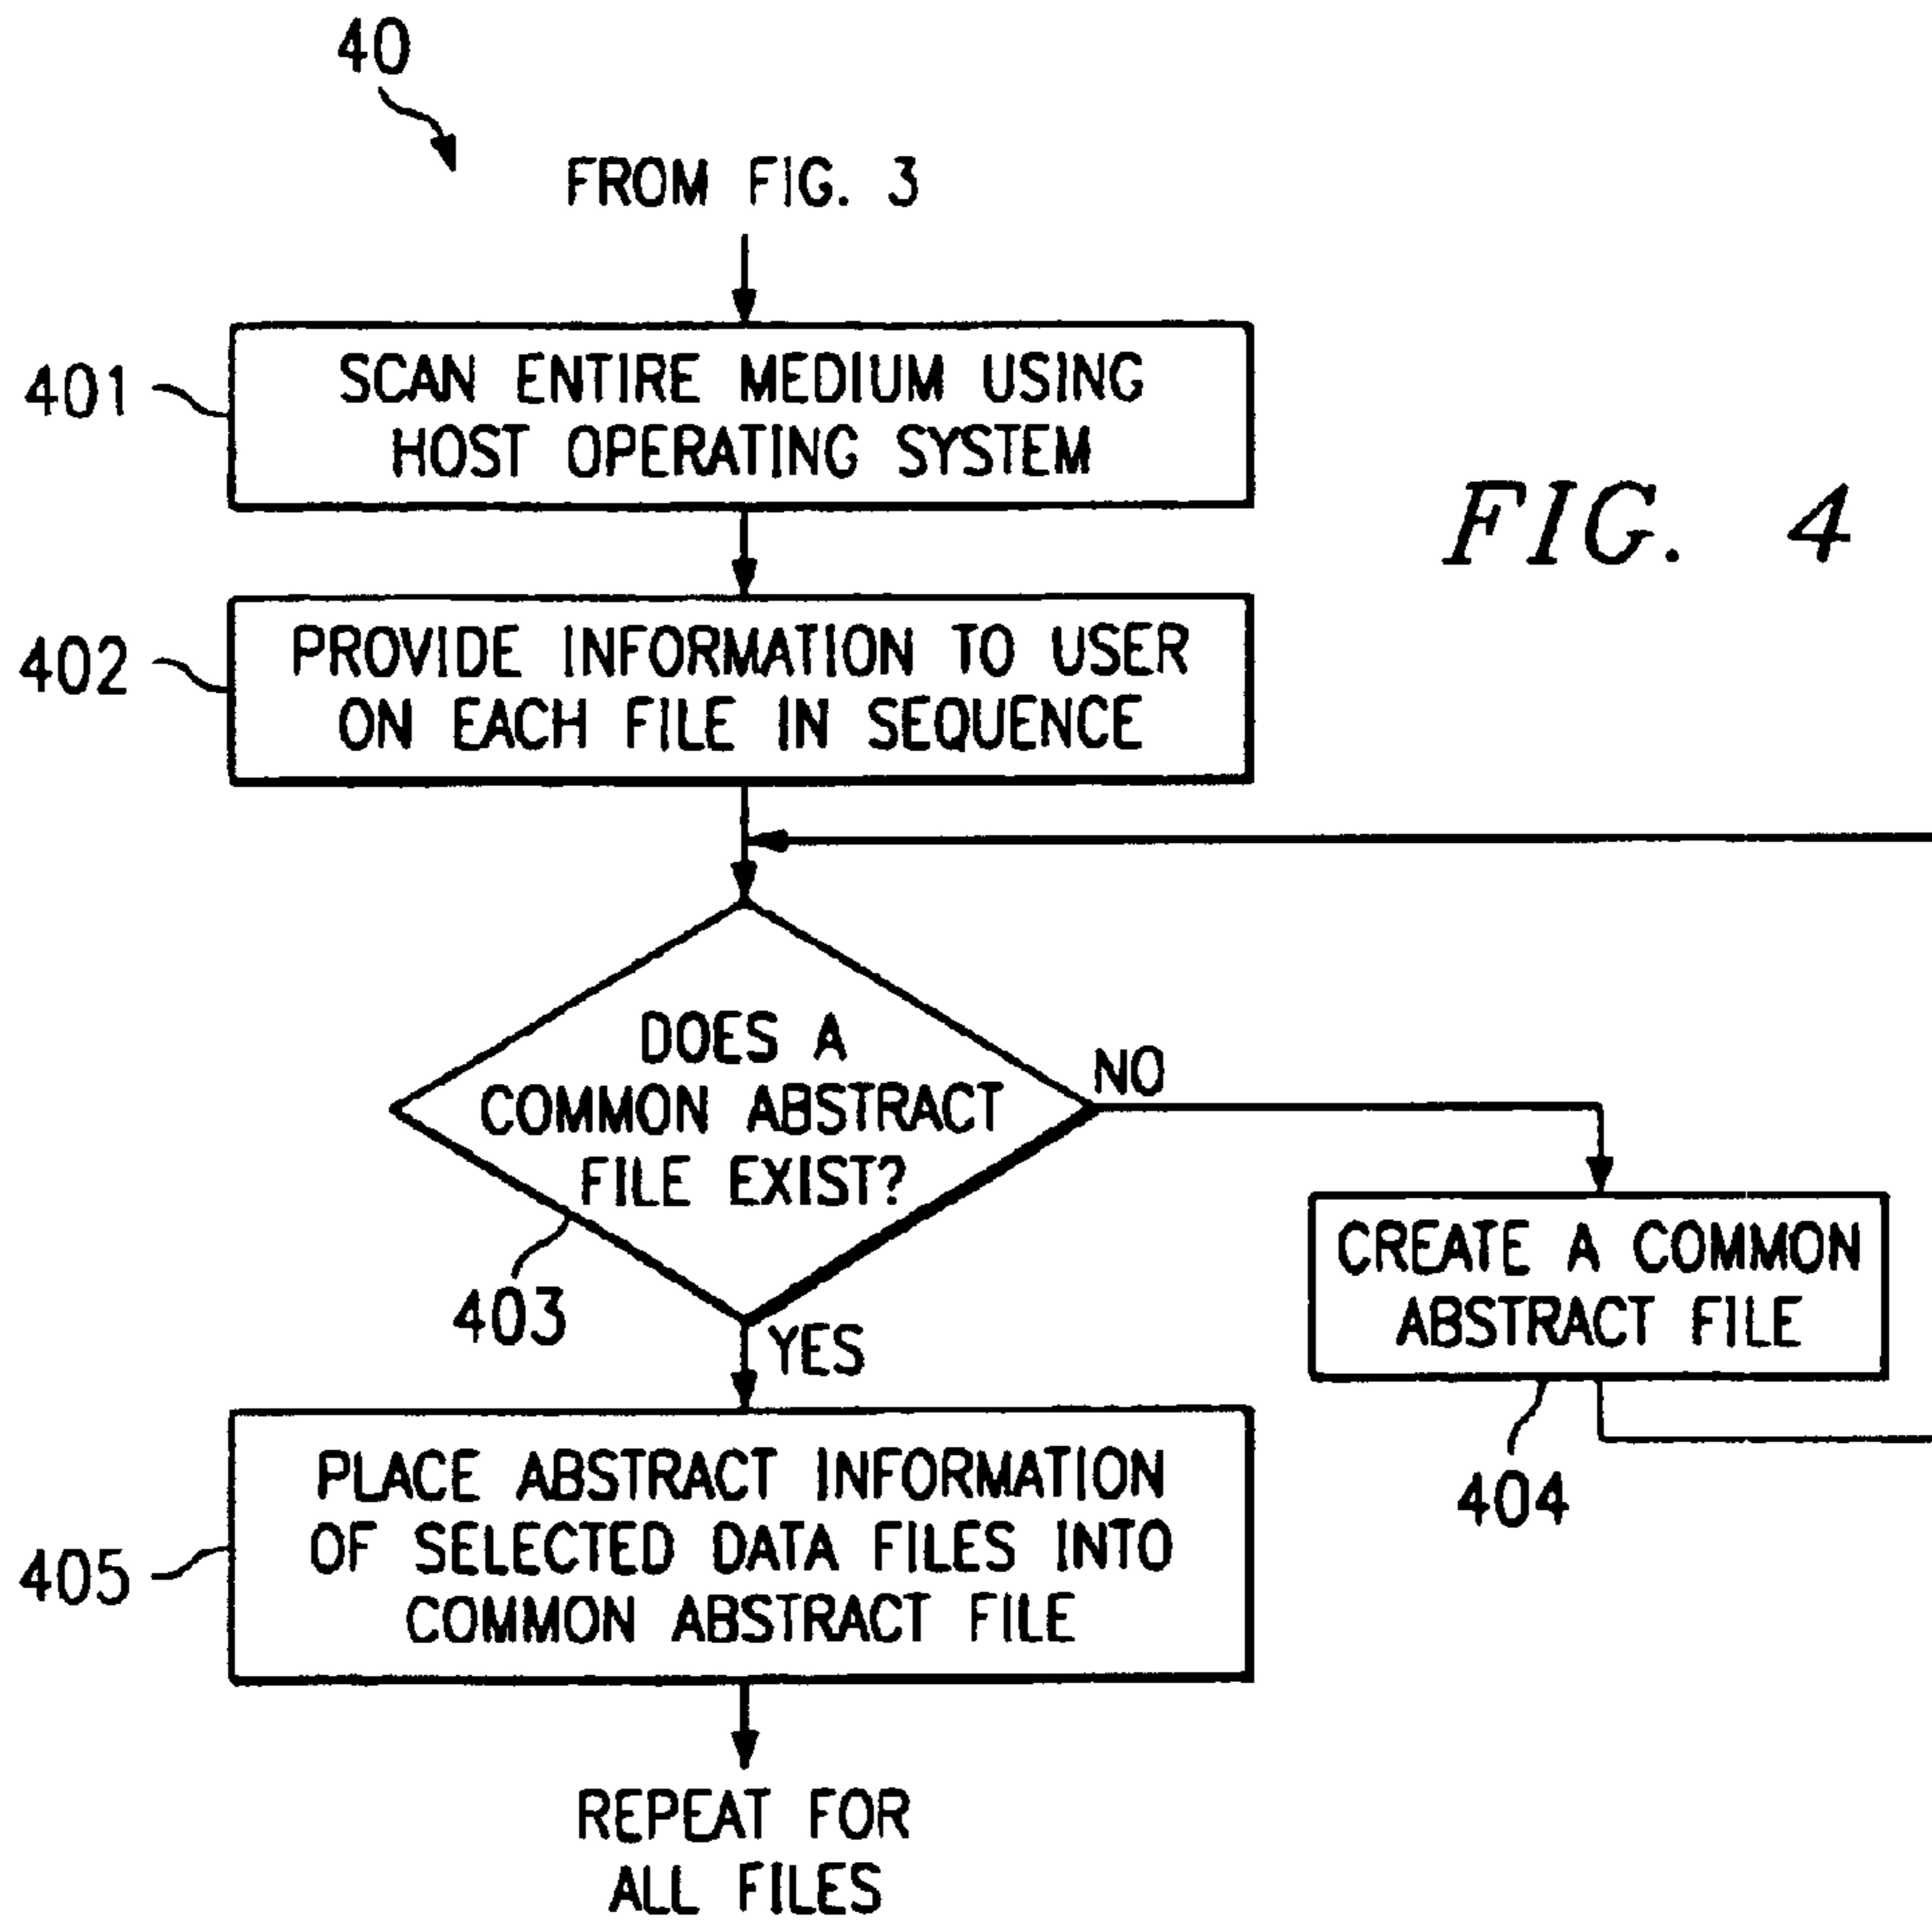 40
FROM FIG. 3
401
SCAN ENTIRE MEDIUM USING
HOST OPERATING SYSTEM
FIG. 4
402
PROVIDE INFORMATION TO USER
ON EACH FILE IN SEQUENCE
DOES A
COMMON ABSTRACT
FILE EXIST?
NO
403
YES
CREATE A COMMON
ABSTRACT FILE
404
405
PLACE ABSTRACT INFORMATION
OF SELECTED DATA FILES INTO
COMMON ABSTRACT FILE
REPEAT FOR
ALL FILES